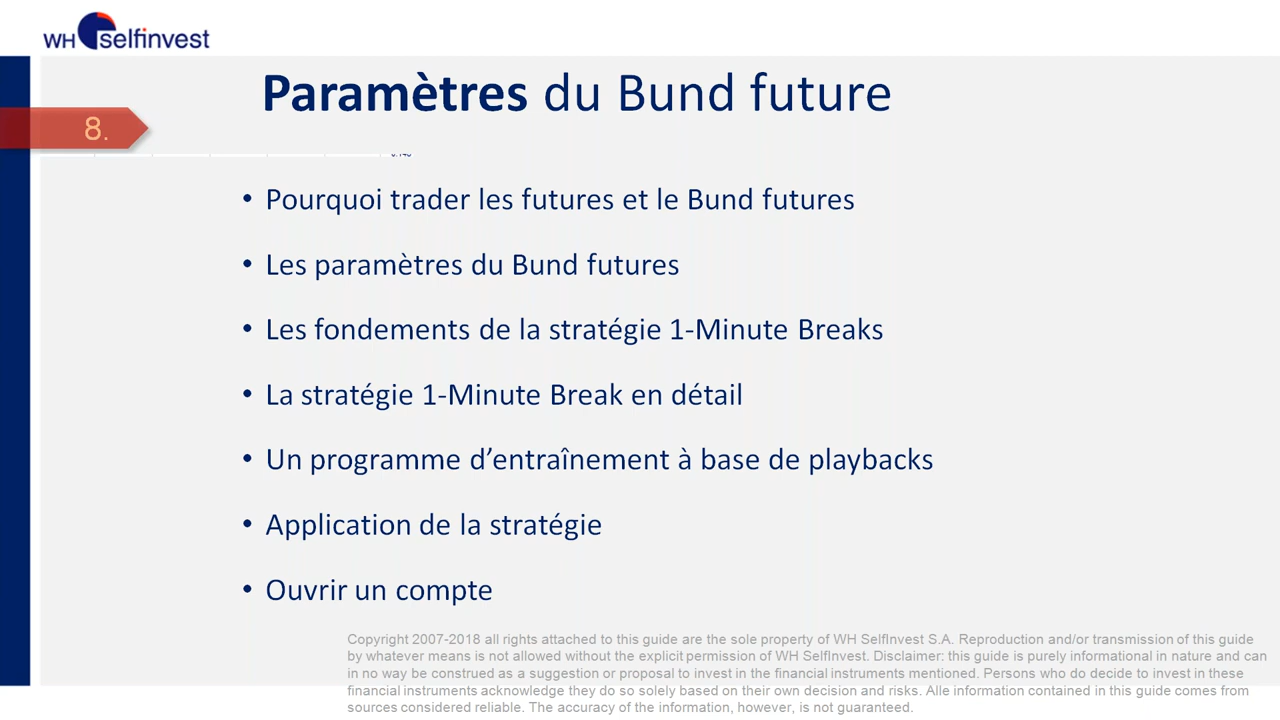 WH selfinvest
Paramètres du Bund future
8.
• Pourquoi trader les futures et le Bund futures
• Les paramètres du Bund futures
• Les fondements de la stratégie 1-Minute Breaks
• La stratégie 1-Minute Break en détail
• Un programme d’entraînement à base de playbacks
• Application de la stratégie
• Ouvrir un compte
Copyright 2007-2018 all rights attached to this guide are the sole property of WH SelfInvest S.A. Reproduction and/or transmission of this guide
by whatever means is not allowed without the explicit permission of WH SelfInvest. Disclaimer: this guide is purely informational in nature and can
in no way be construed as a suggestion or proposal to invest in the financial instruments mentioned. Persons who do decide to invest in these
financial instruments acknowledge they do so solely based on their own decision and risks. Alle information contained in this guide comes from
sources considered reliable. The accuracy of the information, however, is not guaranteed.